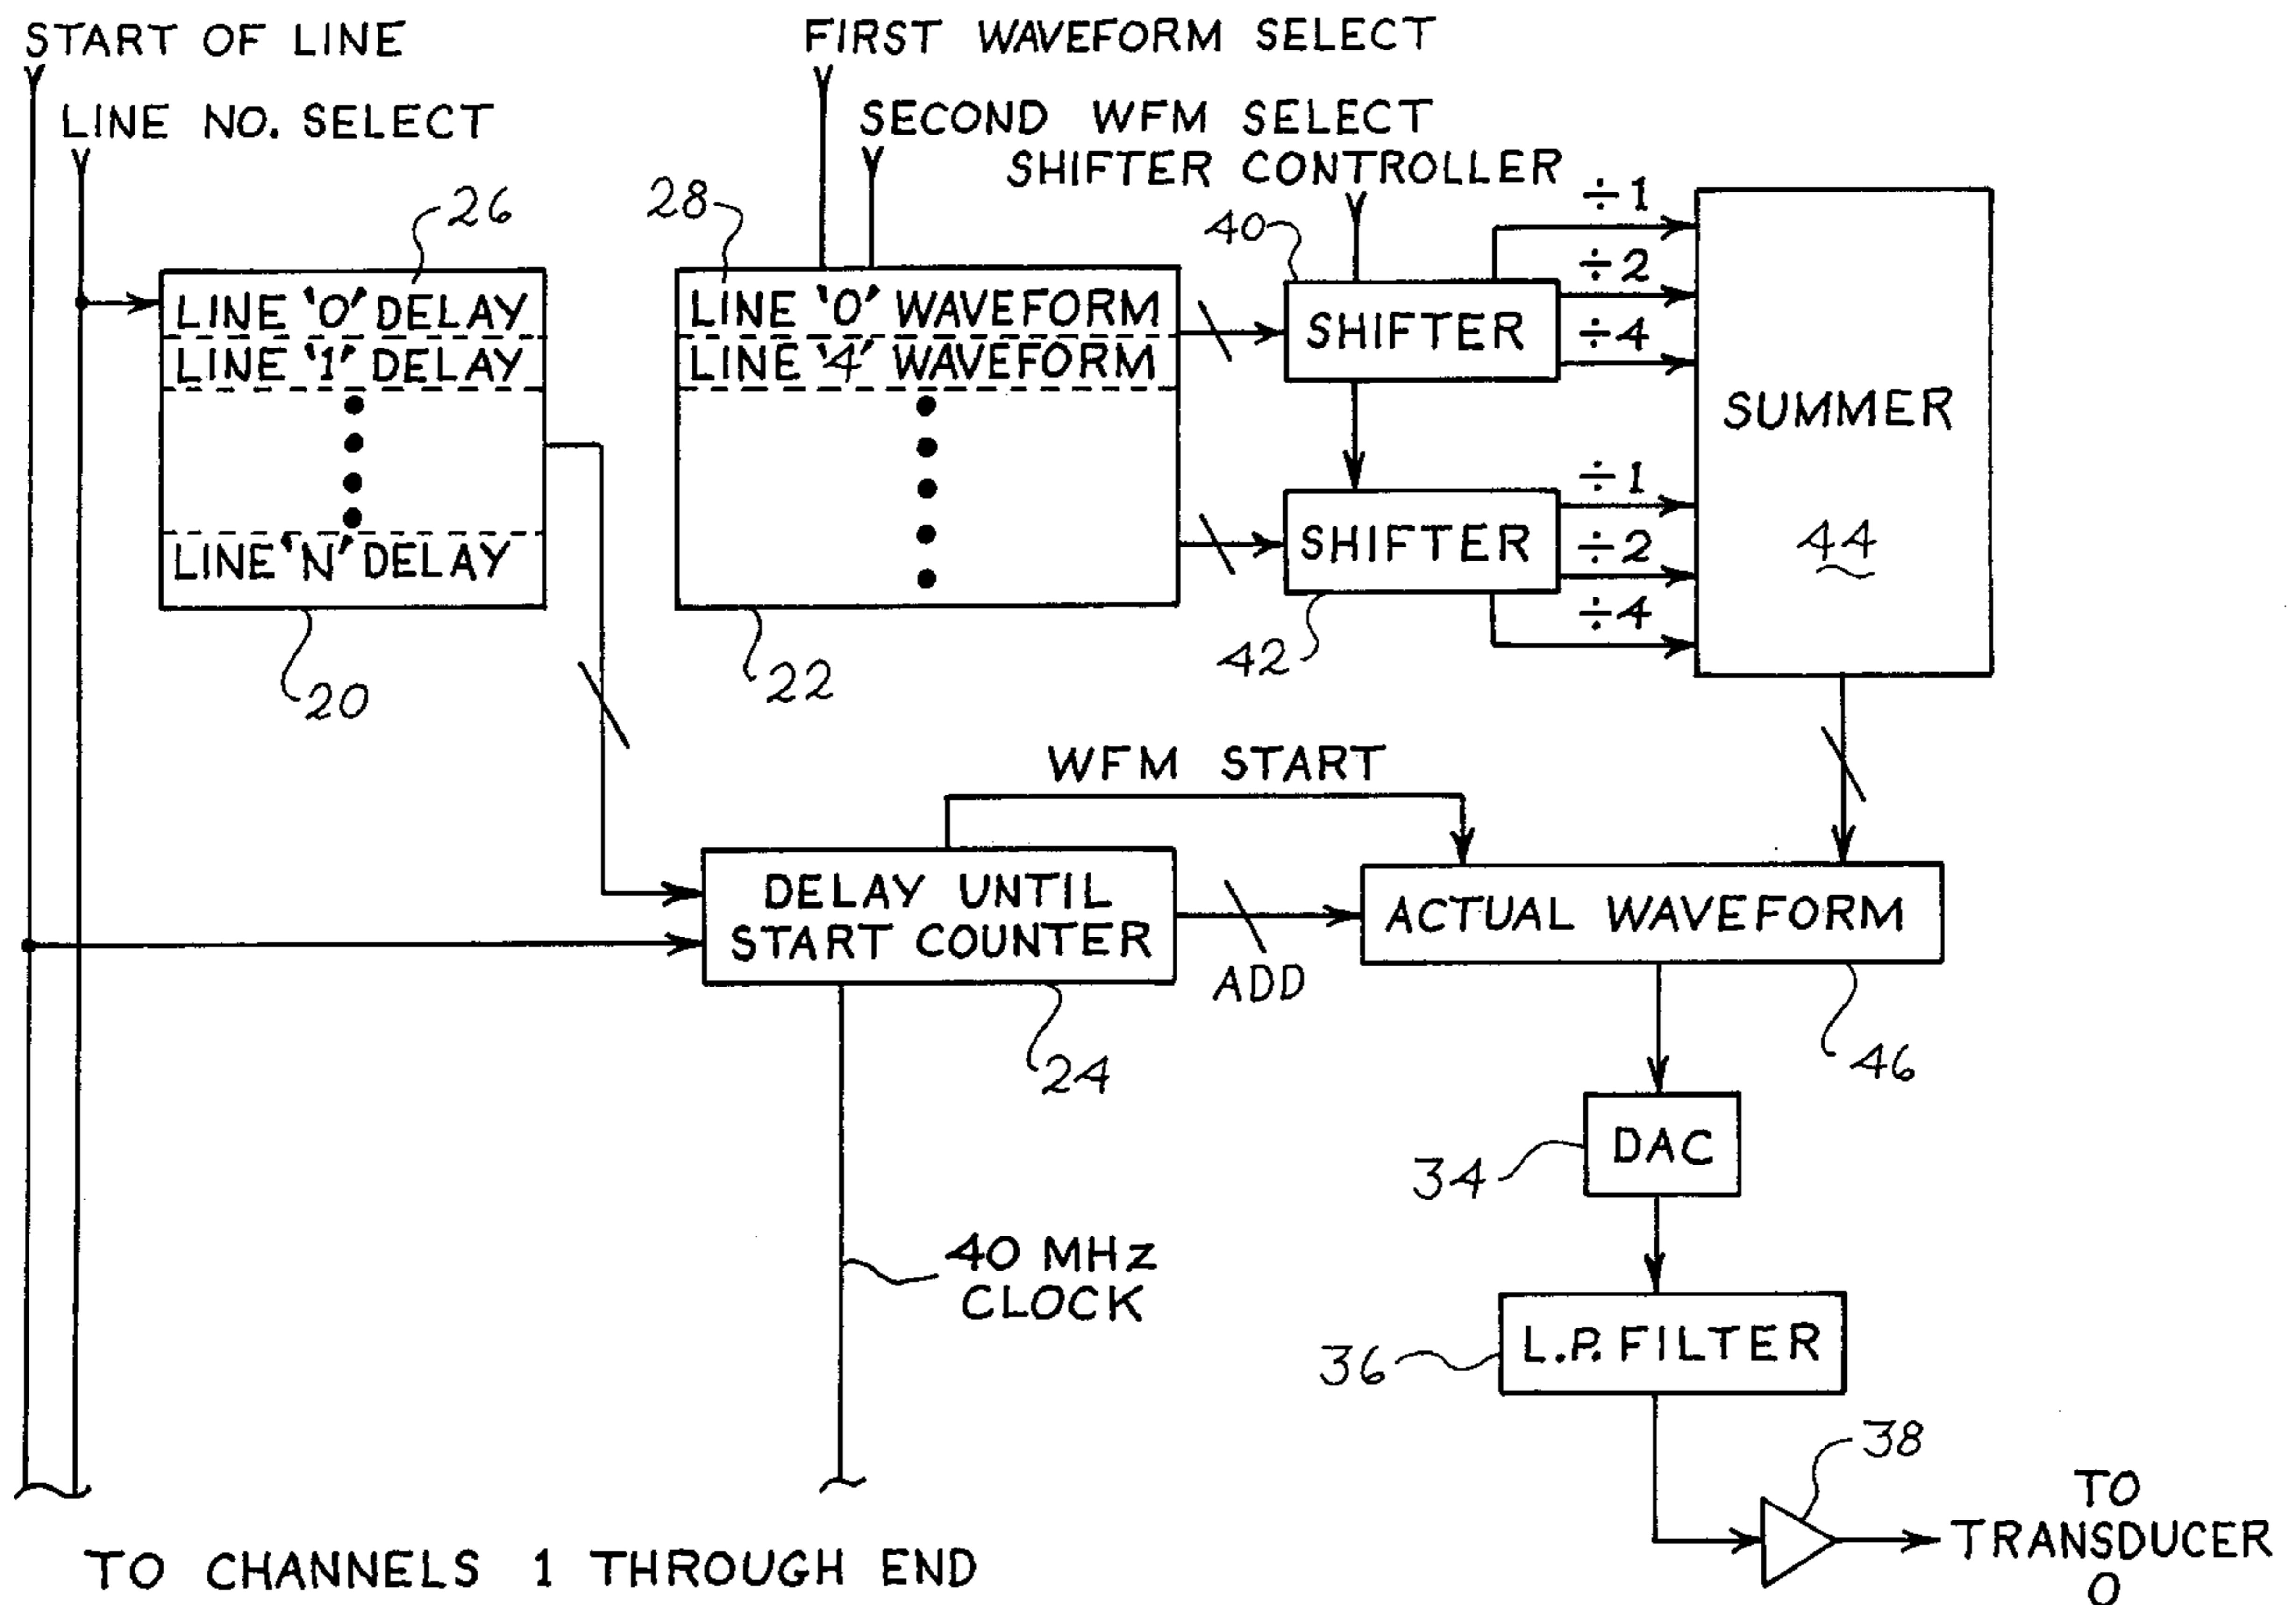 START OF LINE
LINE NO. SELECT
FIRST WAVEFORM SELECT
SECOND WFM SELECT
SHIFTER CONTROLLER
26
LINE '0' DELAY
LINE '1' DELAY
LINE 'N' DELAY
20
28
LINE '0' WAVEFORM
LINE '4' WAVEFORM
22
40
SHIFTER
÷1
÷2
÷4
SHIFTER
42
÷1
÷2
÷4
SUMMER
44
WFM START
DELAY UNTIL
START COUNTER
24
ADD
ACTUAL WAVEFORM
46
40 MHz
CLOCK
DAC
34
L.P. FILTER
36
38
TO
TRANSDUCER
0
TO CHANNELS 1 THROUGH END